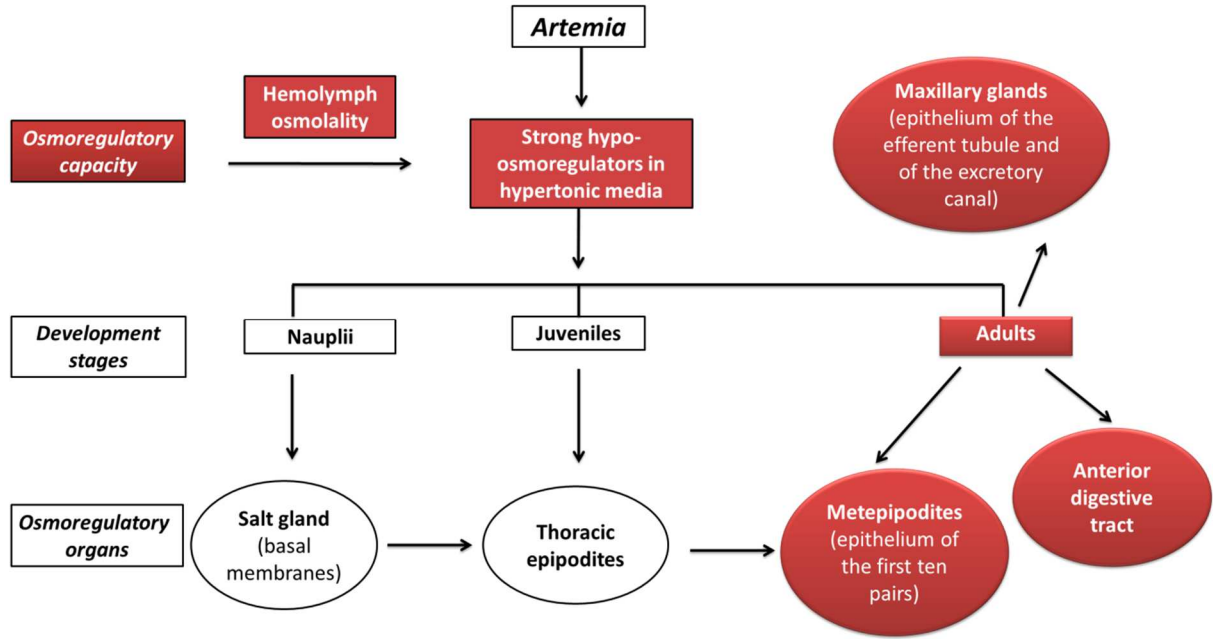 Artemia
Hemolymph
osmolality
Osmoregulatory
capacity
Strong hypo-
osmoregulators in
hypertonic media
Maxillary glands
(epithelium of the
efferent tubule and
of the excretory
canal)
Development
stages
Nauplii
Juveniles
Adults
Osmoregulatory
organs
Salt gland
(basal
membranes)
Thoracic
epipodites
Metepipodites
(epithelium of
the first ten
pairs)
Anterior
digestive
tract